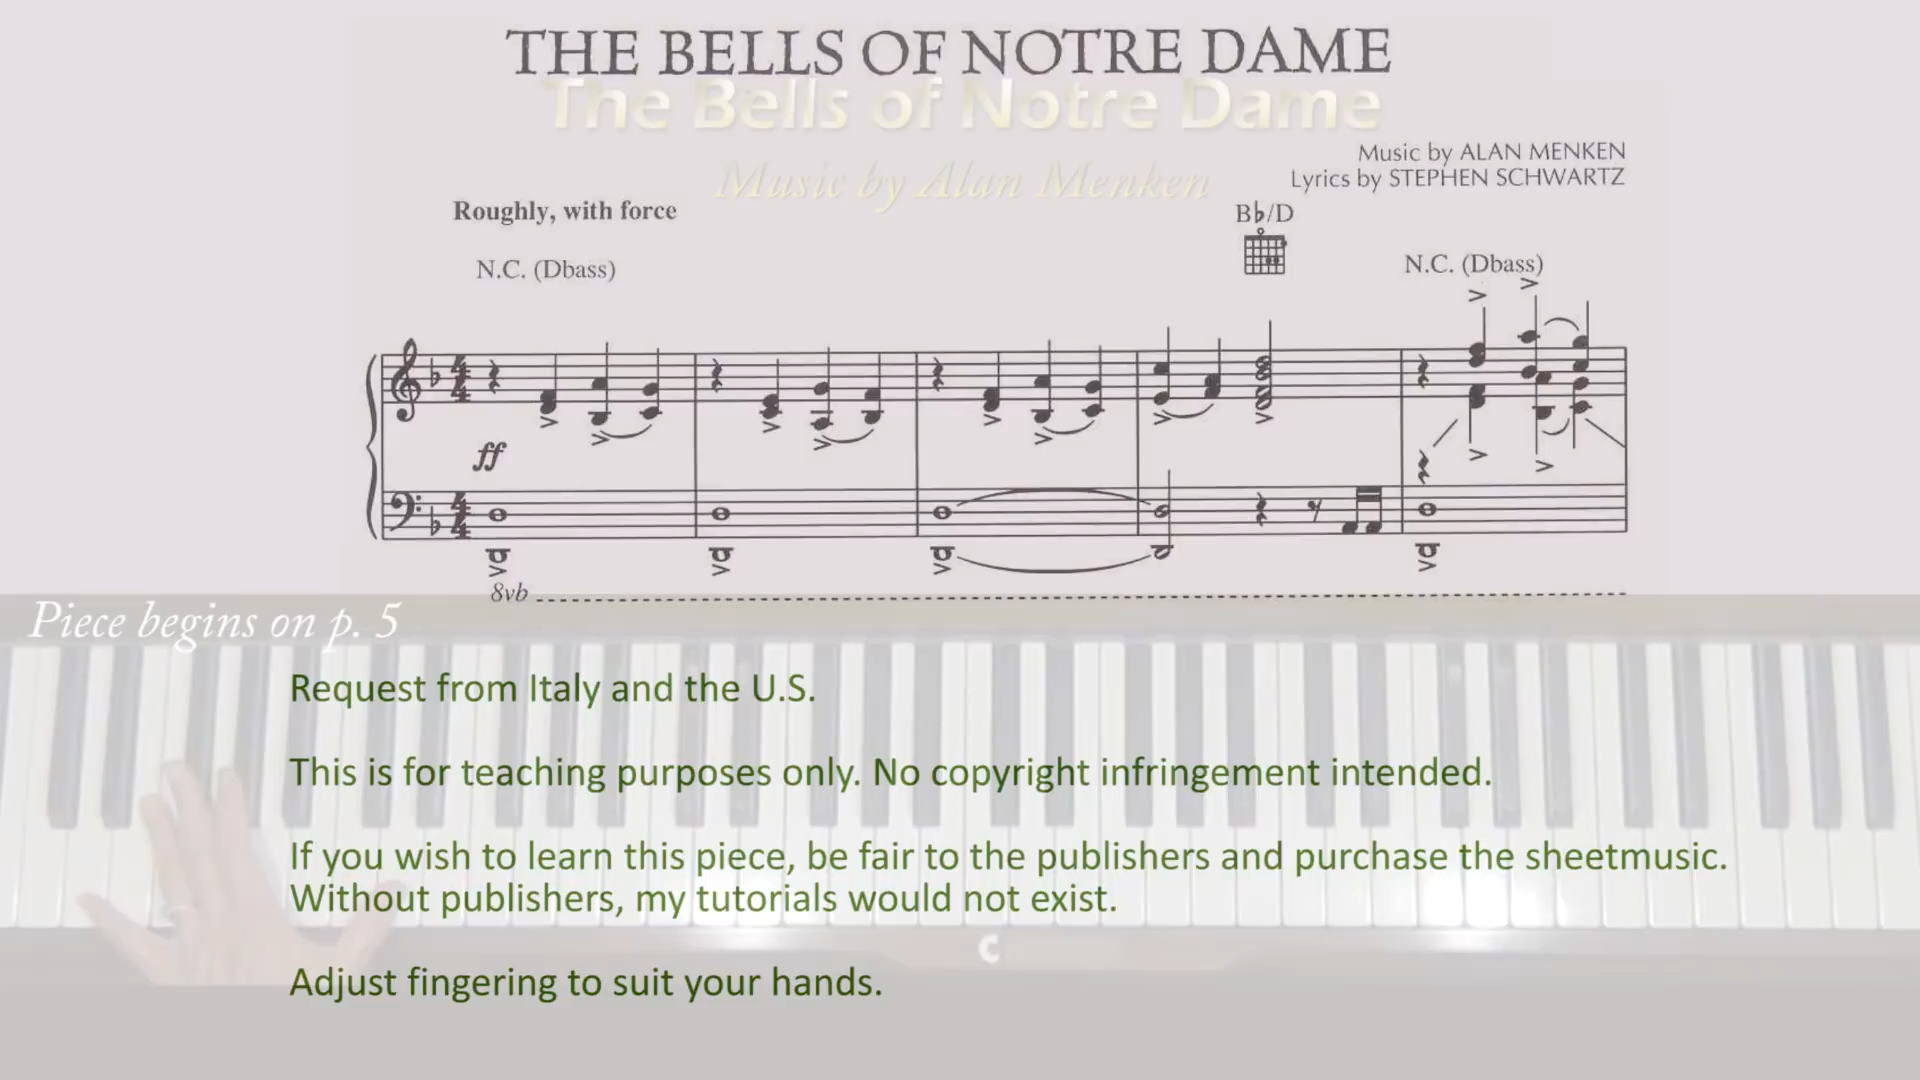 THE BELLS OF NOTRE DAME
The Bells of Notre Dame
Music by ALAN MENKEN
Music by Alan Menken
Lyrics by STEPHEN SCHWARTZ
Roughly, with force
B♭/D
N.C. (Dbass)
N.C. (Dbass)
ff
8vb
Piece begins on p. 5
Request from Italy and the U.S.
This is for teaching purposes only. No copyright infringement intended.
If you wish to learn this piece, be fair to the publishers and purchase the sheetmusic.
Without publishers, my tutorials would not exist.
C
Adjust fingering to suit your hands.